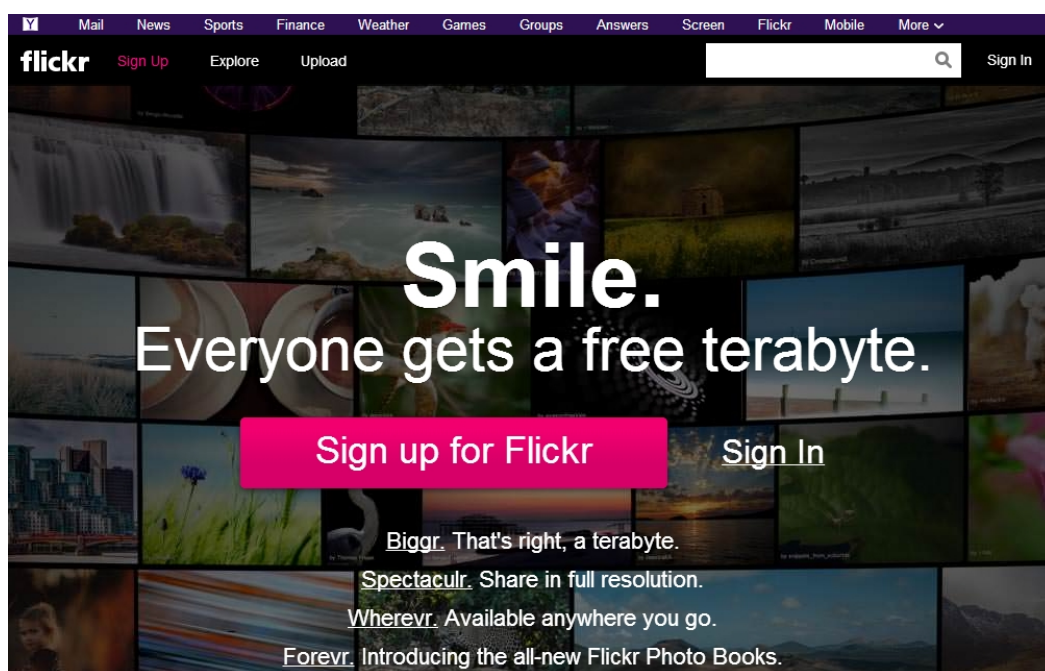 Y Mail News Sports Finance Weather Games Groups Answers Screen Flickr Mobile More
flickr Sign Up Explore Upload Sign In
Smile.
Everyone gets a free terabyte.
Sign up for Flickr Sign In
Biggr. That's right, a terabyte.
Spectaculr. Share in full resolution.
Wherevr. Available anywhere you go.
Forevr. Introducing the all-new Flickr Photo Books.